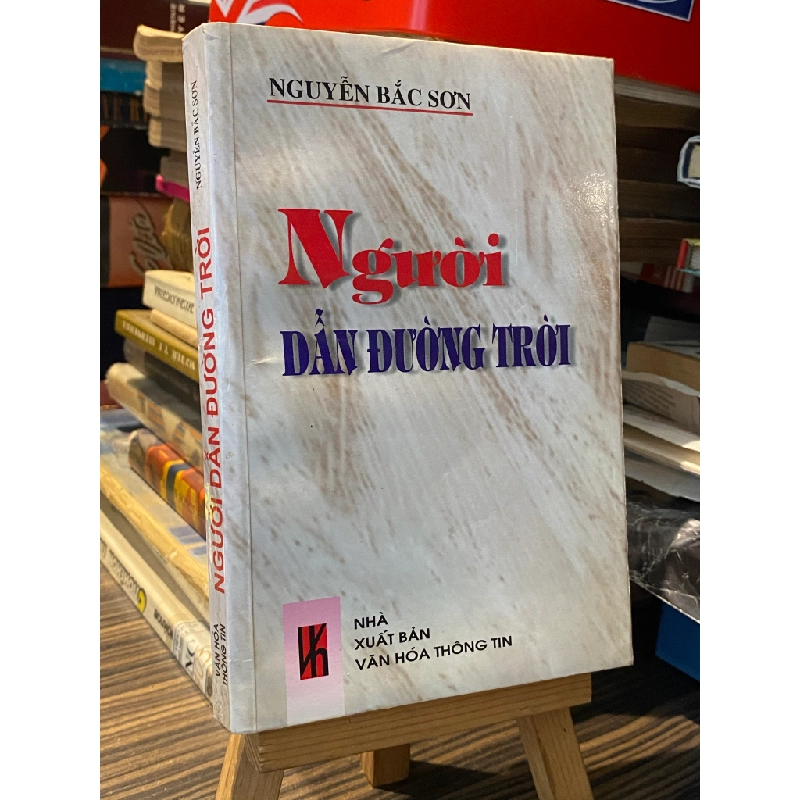 NGUYỄN BẮC SƠN
Người
DẪN ĐƯỜNG TRỜI
NHÀ
XUẤT BẢN
VĂN HÓA THÔNG TIN
NGUYỄN BẮC SƠN
NGƯỜI DẪN ĐƯỜNG TRỜI
VĂN HÓA
THÔNG TIN